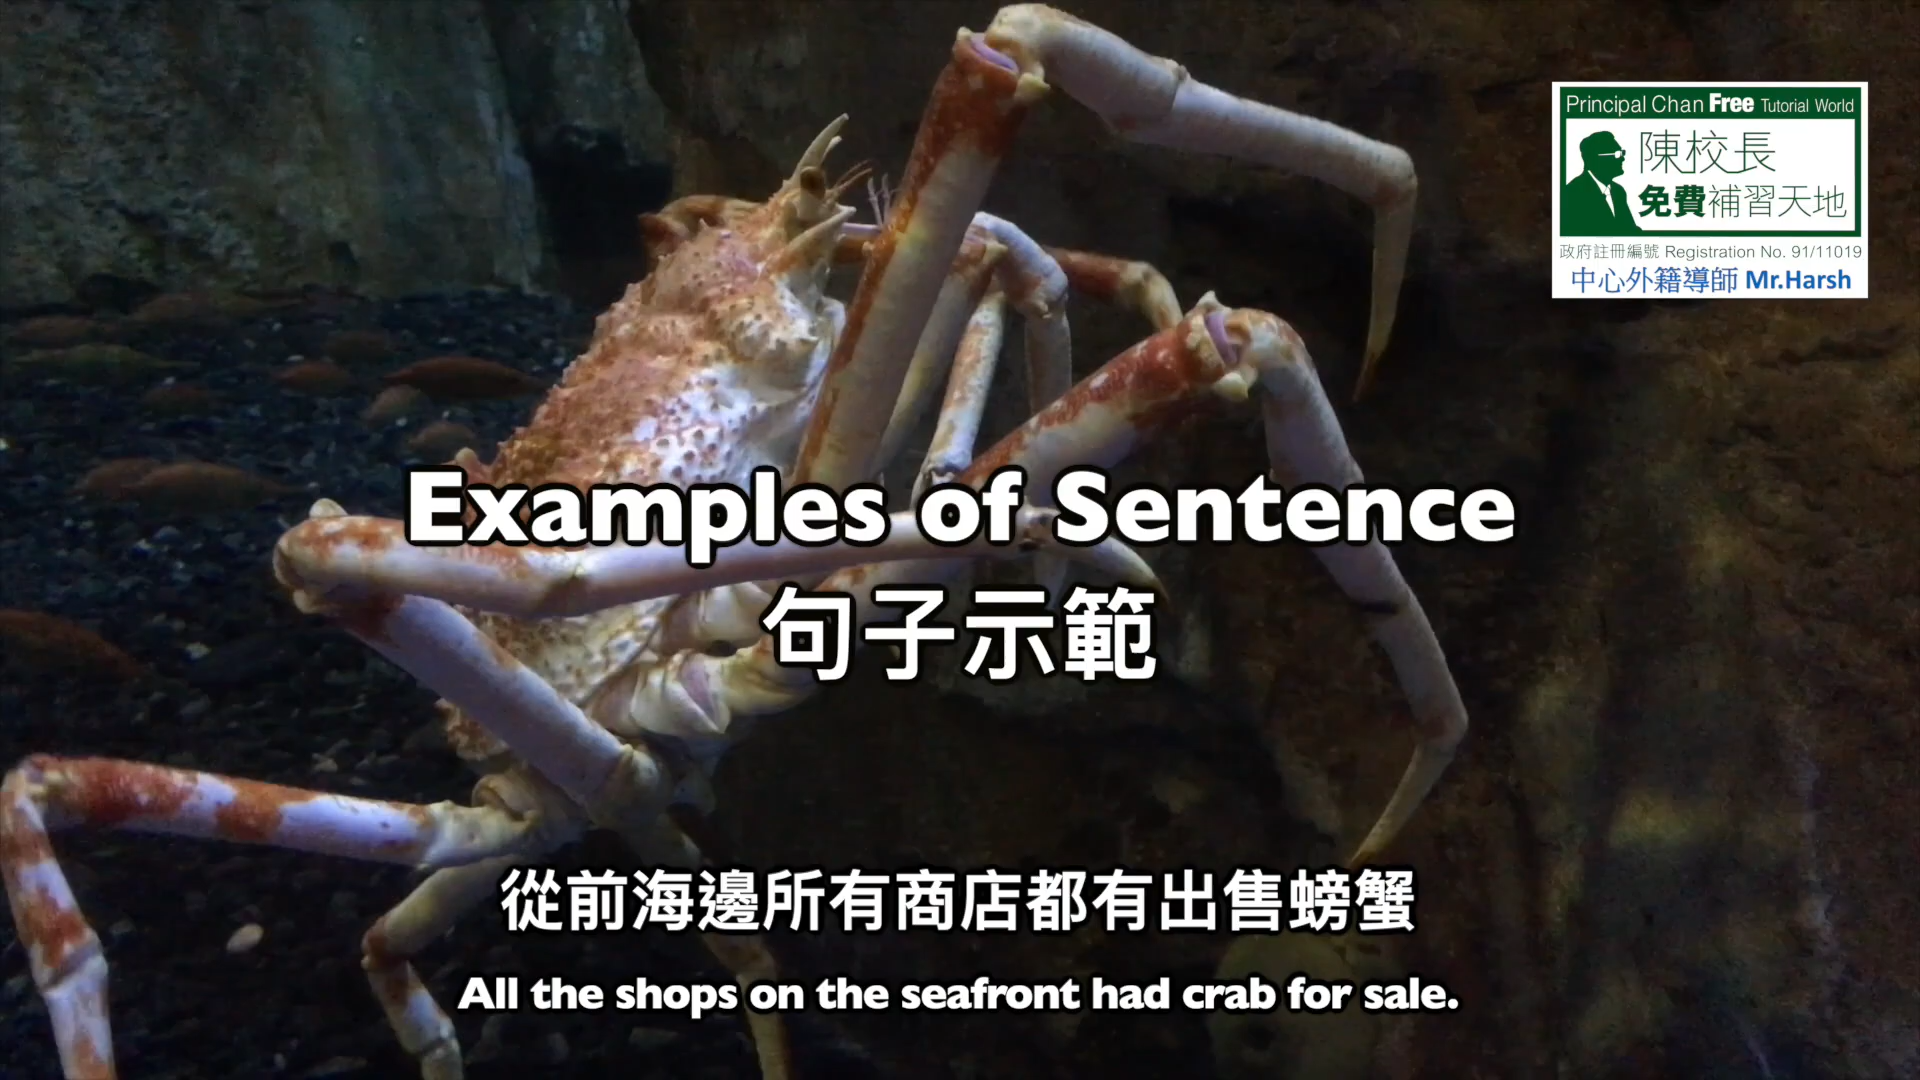 Principal Chan Free Tutorial World
陳校長
免費補習天地
政府註冊編號 Registration No. 91/11019
中心外籍導師 Mr.Harsh
Examples of Sentence
句子示範
從前海邊所有商店都有出售螃蟹
All the shops on the seafront had crab for sale.